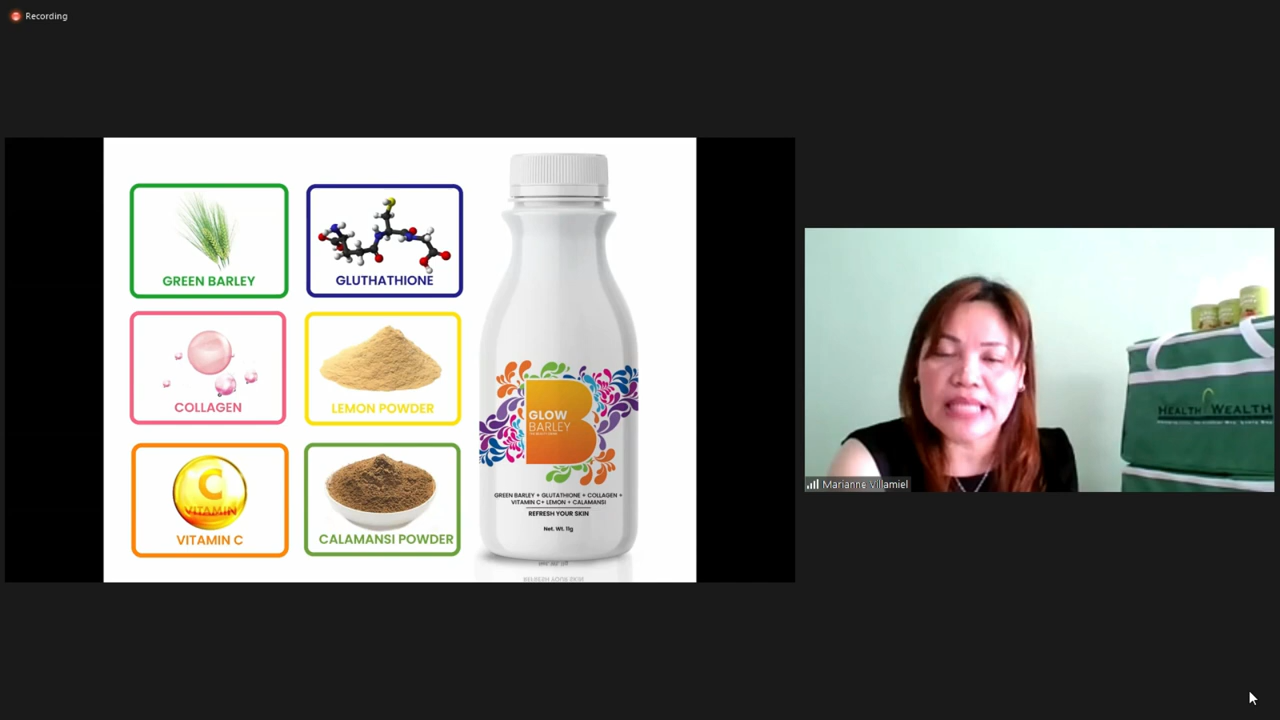 Recording
GREEN BARLEY
GLUTHATHIONE
COLLAGEN
LEMON POWDER
C
VITAMIN
VITAMIN C
CALAMANSI POWDER
B
GLOW
BARLEY
GREEN BARLEY + GLUTATHIONE + COLLAGEN +
VITAMIN C+ LEMON + CALAMANSI
REFRESH YOUR SKIN
Net. Wt. 11g
HEALTH WEALTH
Marianne Villamiel